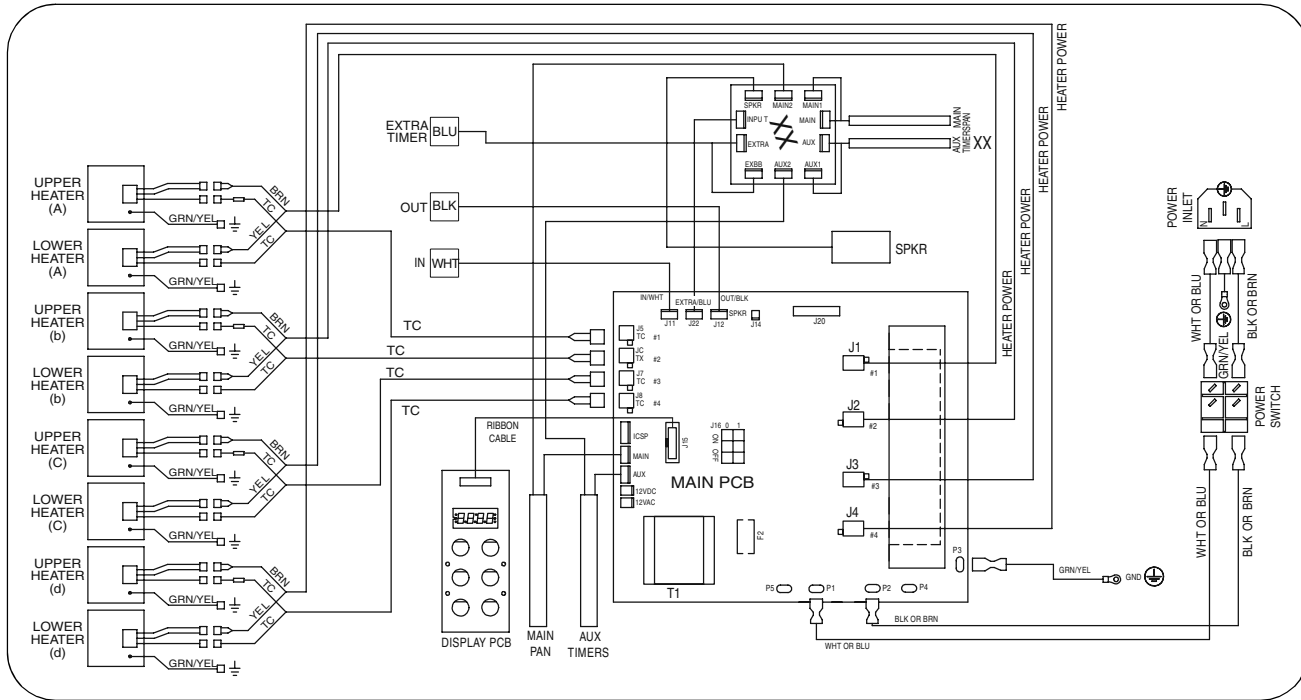 HEATER POWER
HEATER POWER
HEATER POWER
HEATER POWER
UPPER
HEATER
(A)
BRN
TC
GRN/YEL
LOWER
HEATER
(A)
YEL
TC
GRN/YEL
UPPER
HEATER
(b)
BRN
TC
GRN/YEL
LOWER
HEATER
(b)
YEL
TC
GRN/YEL
UPPER
HEATER
(C)
BRN
TC
GRN/YEL
LOWER
HEATER
(C)
YEL
TC
GRN/YEL
UPPER
HEATER
(d)
BRN
TC
GRN/YEL
LOWER
HEATER
(d)
YEL
TC
GRN/YEL
EXTRA
TIMER
BLU
OUT
BLK
IN
WHT
TC
TC
TC
TC
RIBBON
CABLE
DISPLAY PCB
MAIN
PAN
AUX
TIMERS
SPKR
MAIN2
MAIN1
INPUT
MAIN
EXTRA
AUX
EXBB
AUX2
AUX1
XX
MAIN
PAN
AUX
TIMERS
XX
SPKR
IN/WHT
EXTRA/BLU
OUT/BLK
J11
J22
J12
SPKR
J14
J20
J5
TC
#1
JC
TX
#2
J7
TC
#3
J8
TC
#4
ICSP
MAIN
AUX
12VDC
12VAC
J15
J16
0 1
ON
OFF
MAIN PCB
T1
F2
J1
#1
J2
#2
J3
#3
J4
#4
P5
P1
P2
P4
P3
GRN/YEL
GND
BLK OR BRN
WHT OR BLU
POWER
INLET
N
L
WHT OR BLU
GRN/YEL
BLK OR BRN
POWER
SWITCH
WHT OR BLU
BLK OR BRN